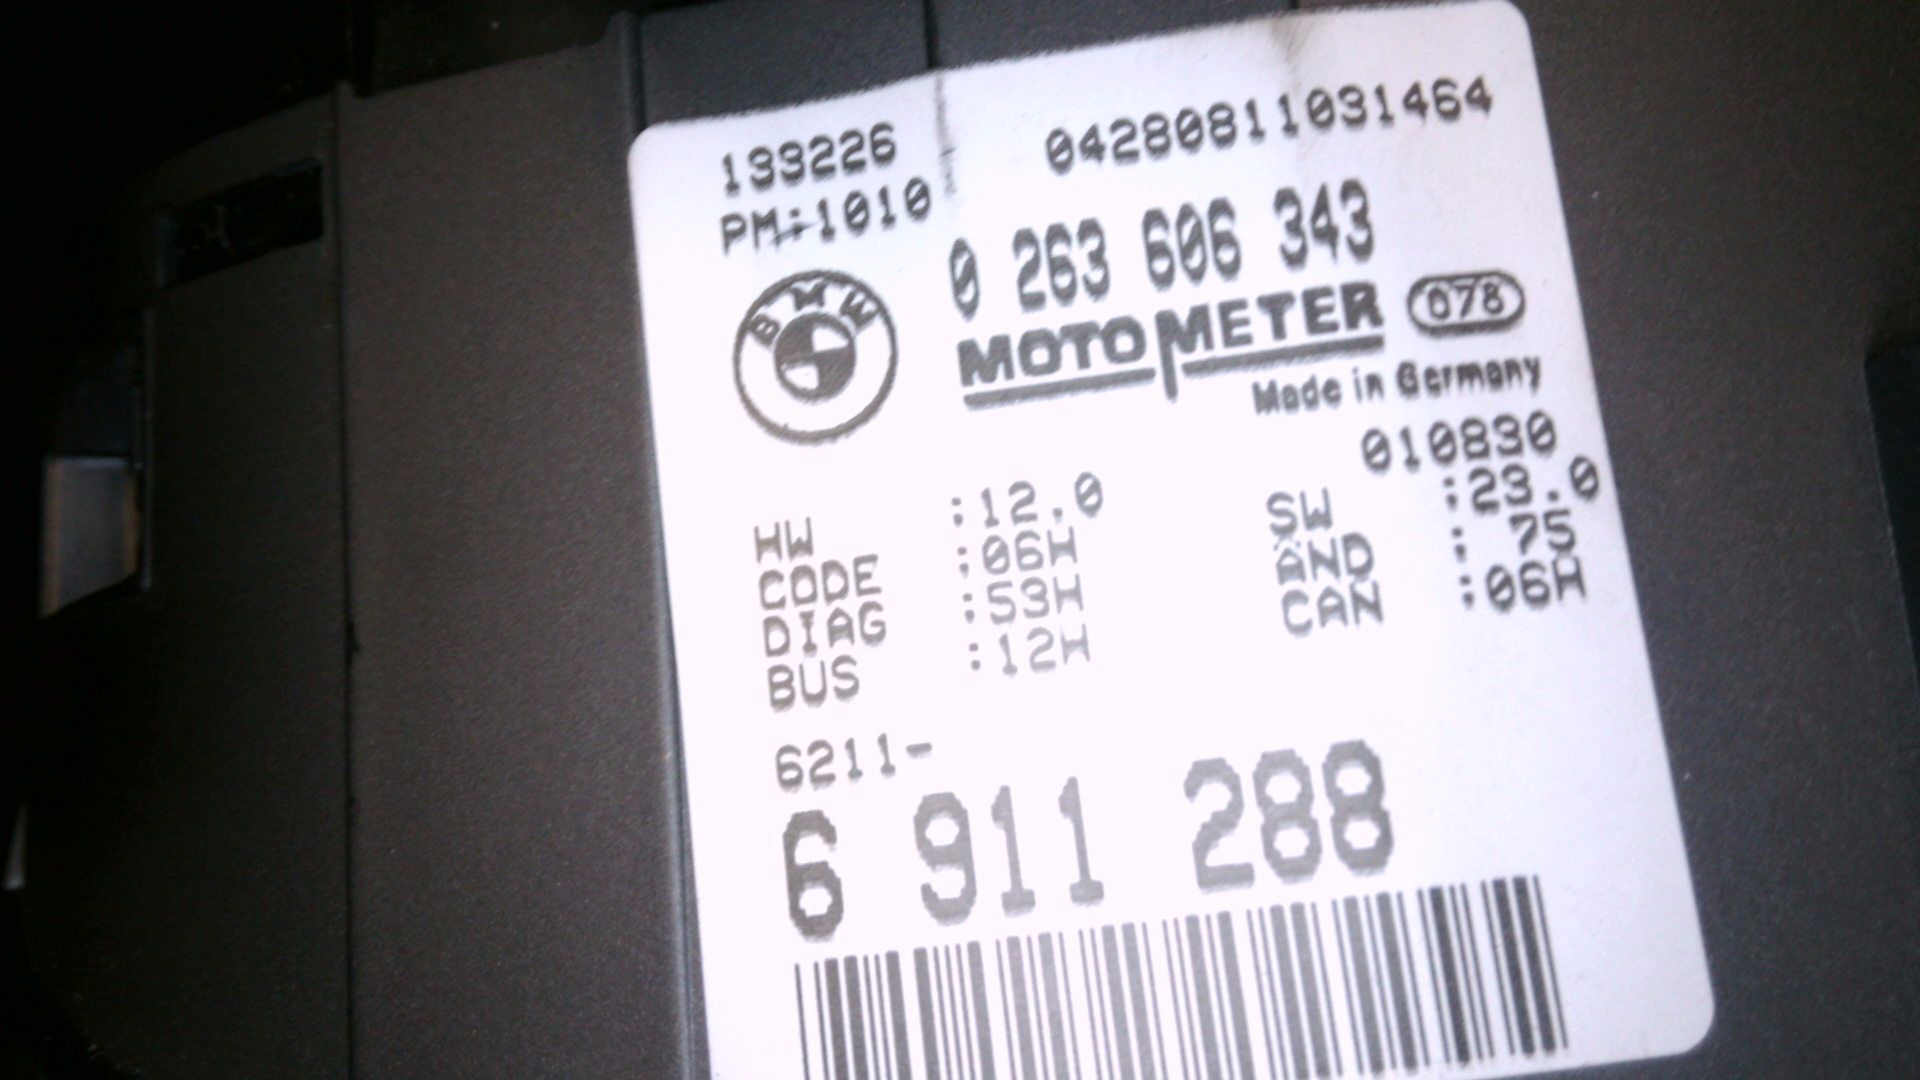 133226 04280811031464
PM:1010
0 263 606 343
BMW
MOTOMETER 078
Made in Germany
010830
HW :12.0 SW :23.0
CODE :06H ÄND : 75
DIAG :53H CAN :06H
BUS :12H
6211-
6 911 288